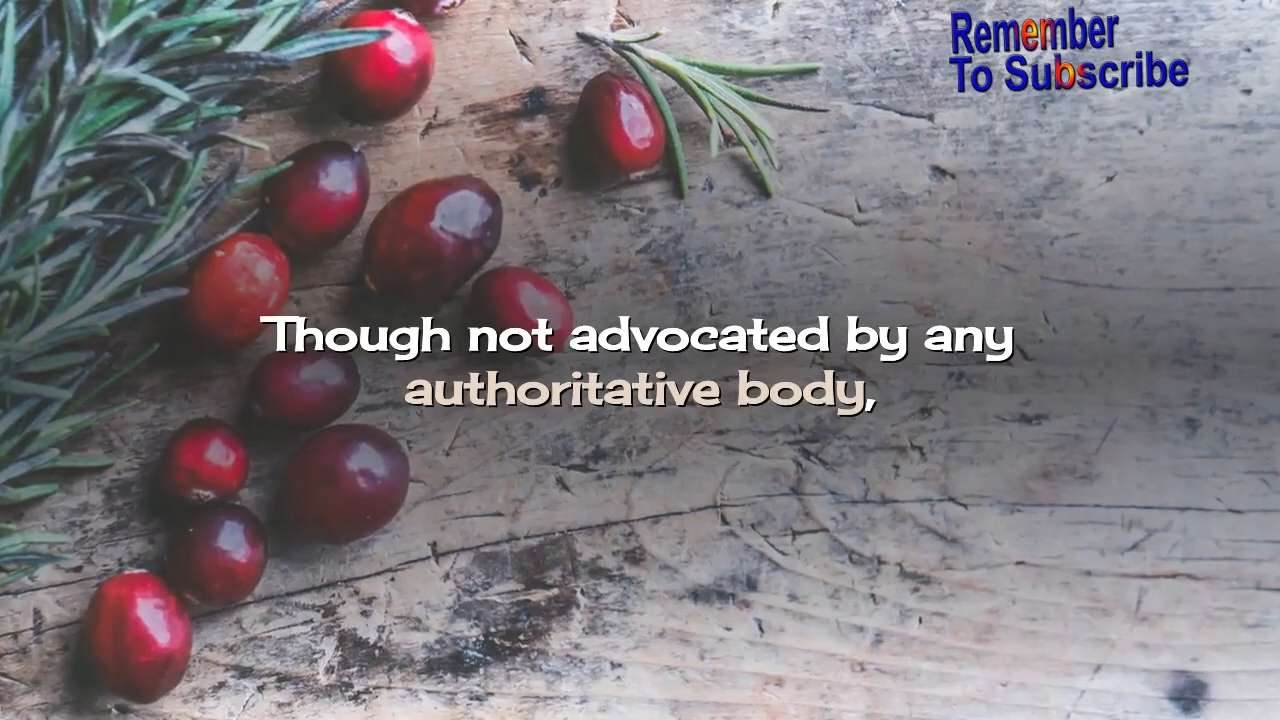 Remember
To Subscribe
Though not advocated by any
authoritative body,